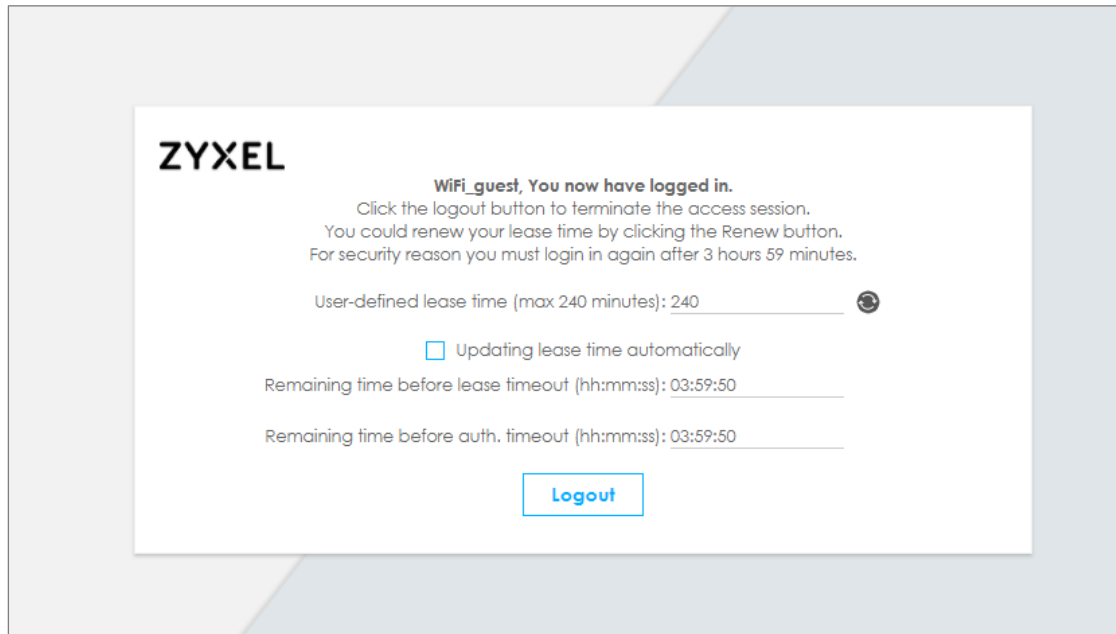 ZYXEL
WiFi_guest, You now have logged in.
Click the logout button to terminate the access session.
You could renew your lease time by clicking the Renew button.
For security reason you must login in again after 3 hours 59 minutes.
User-defined lease time (max 240 minutes): 240
Updating lease time automatically
Remaining time before lease timeout (hh:mm:ss): 03:59:50
Remaining time before auth. timeout (hh:mm:ss): 03:59:50
Logout